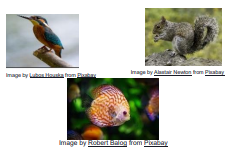 Image by Lubos Houska from Pixabay
Image by Alastair Newton from Pixabay
Image by Robert Balog from Pixabay